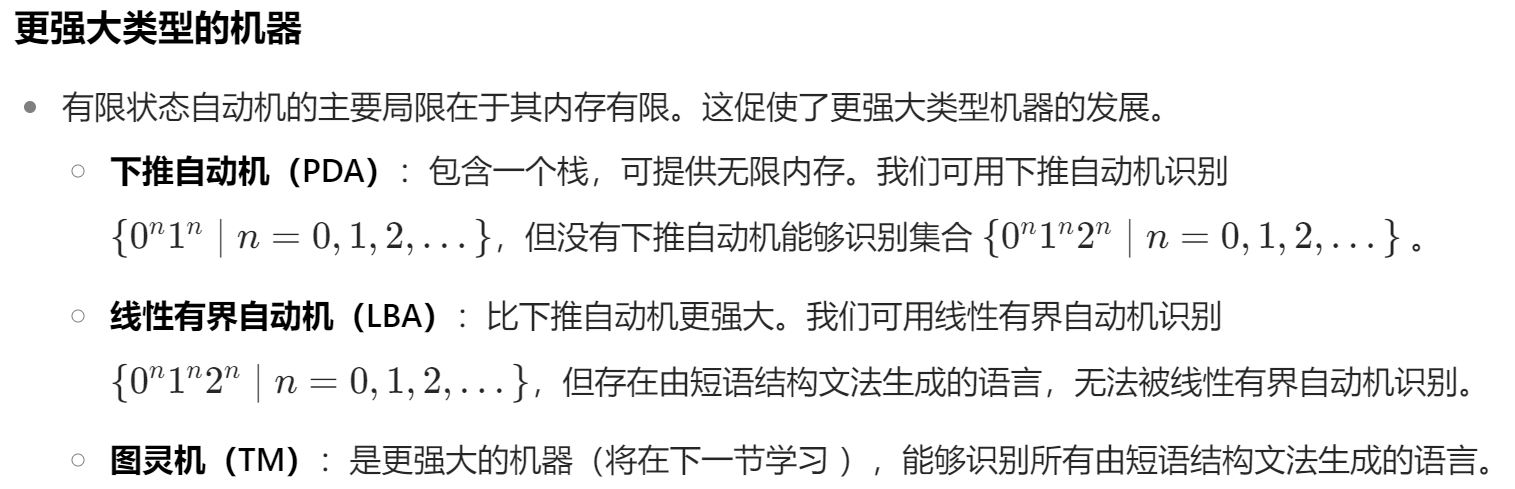 更强大类型的机器
• 有限状态自动机的主要局限在于其内存有限。这促使了更强大类型机器的发展。
○ 下推自动机（PDA）：包含一个栈，可提供无限内存。我们可用下推自动机识别
{0ⁿ1ⁿ | n = 0, 1, 2, …}，但没有下推自动机能够识别集合 {0ⁿ1ⁿ2ⁿ | n = 0, 1, 2, …} 。
○ 线性有界自动机（LBA）：比下推自动机更强大。我们可用线性有界自动机识别
{0ⁿ1ⁿ2ⁿ | n = 0, 1, 2, …}，但存在由短语结构文法生成的语言，无法被线性有界自动机识别。
○ 图灵机（TM）：是更强大的机器（将在下一节学习 ），能够识别所有由短语结构文法生成的语言。